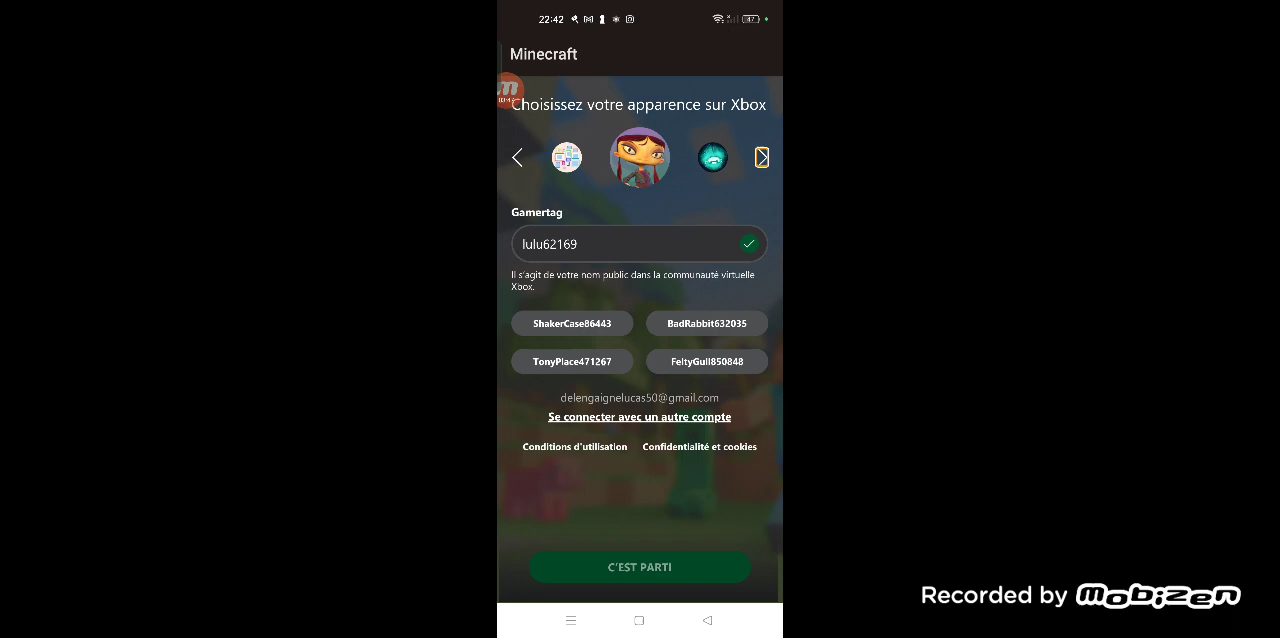 22:42
47
Minecraft
Choisissez votre apparence sur Xbox
Gamertag
lulu62169
Il s'agit de votre nom public dans la communauté virtuelle
Xbox.
ShakerCase86443
BadRabbit632035
TonyPlace471267
FeltyGull850848
delengaignelucas50@gmail.com
Se connecter avec un autre compte
Conditions d'utilisation
Confidentialité et cookies
C'EST PARTI
Recorded by mobizen